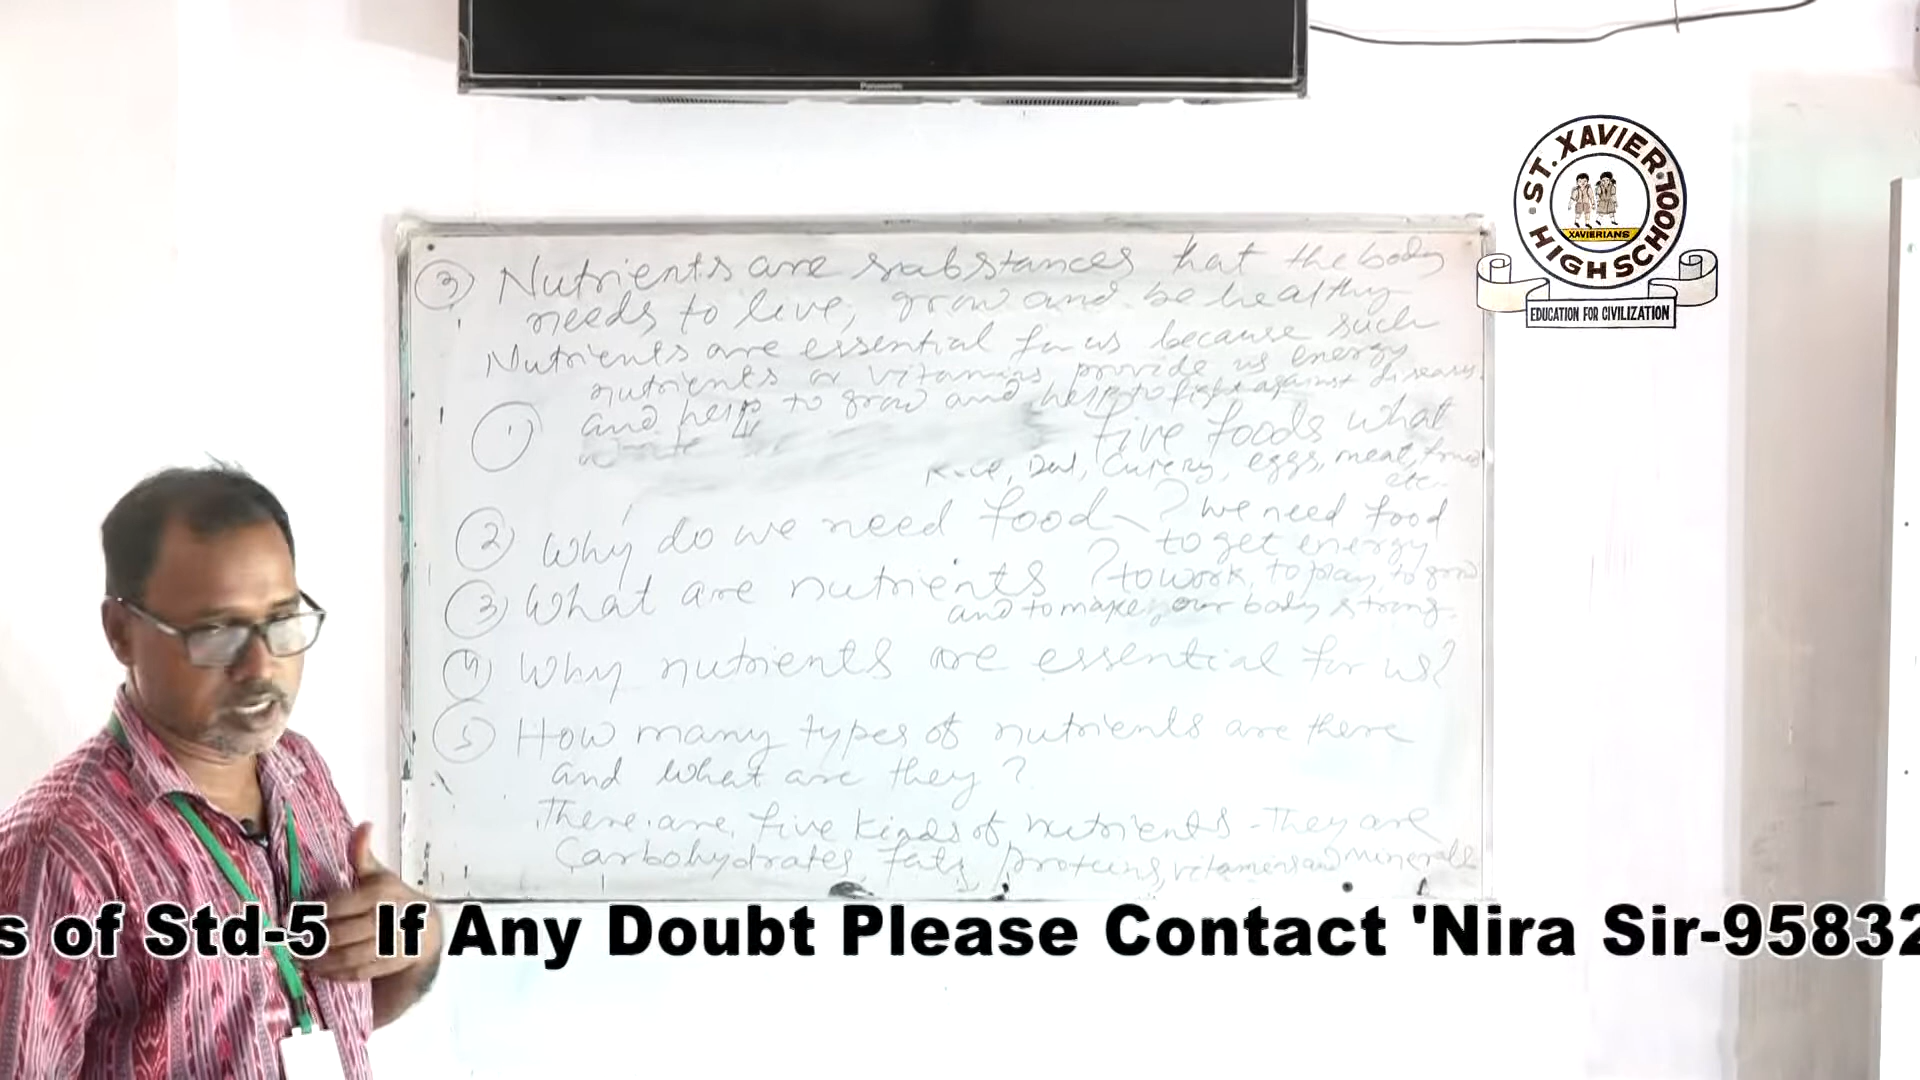 Panasonic
ST. XAVIER HIGH SCHOOL
XAVIERIANS
EDUCATION FOR CIVILIZATION
③ Nutrients are substances that the body
needs to live, grow and be healthy
Nutrients are essential for us because such
nutrients or vitamins provide us energy
and help to grow and help to fight against diseases.
① five foods what
Rice, Dal, Curery, eggs, meat,
etc.
② Why do we need food ? We need food
to get energy
③ What are nutrients ? to work, to play, to grow
and to make our body strong.
④ Why nutrients are essential for us?
⑤ How many types of nutrients are there
and what are they ?
There are five kinds of nutrients - They are
Carbohydrates, fats, proteins, vitamins and minerals
s of Std-5 If Any Doubt Please Contact 'Nira Sir-95832